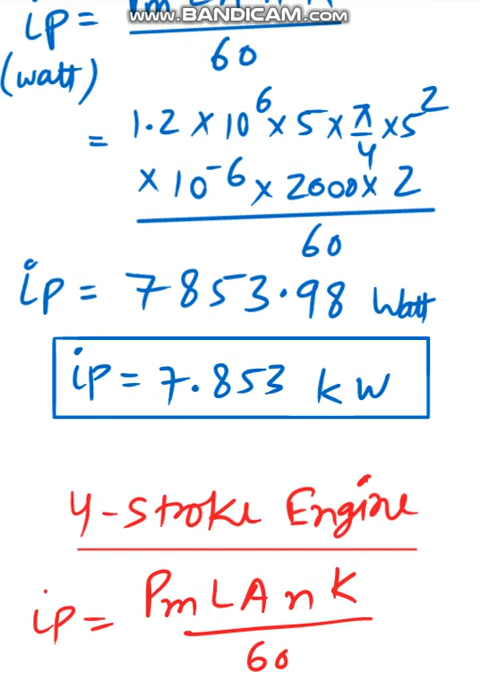 WWW.BANDICAM.COM
ip =
60
(watt)
= 1.2 × 10^6 × 5 × π/4 × 5^2
× 10^-6 × 2000 × 2
60
ip = 7853.98 Watt
ip = 7.853 kW
4-stroke Engine
ip = Pm L A n K
60